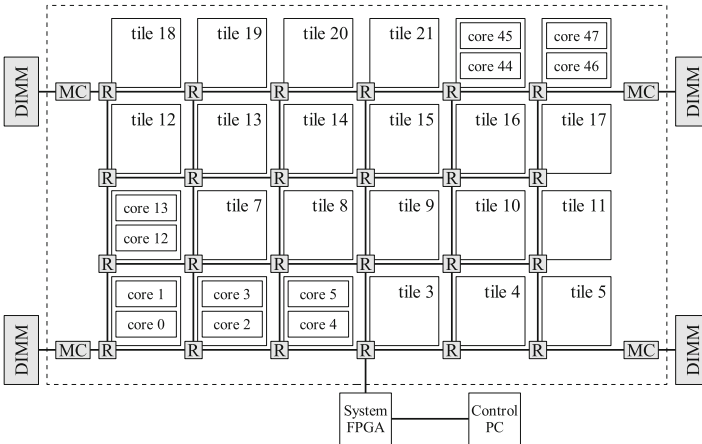 tile 18
tile 19
tile 20
tile 21
core 45
core 44
core 47
core 46
DIMM
MC
R
R
R
R
R
R
MC
DIMM
tile 12
tile 13
tile 14
tile 15
tile 16
tile 17
R
R
R
R
R
R
core 13
core 12
tile 7
tile 8
tile 9
tile 10
tile 11
R
R
R
R
R
R
core 1
core 0
core 3
core 2
core 5
core 4
tile 3
tile 4
tile 5
DIMM
MC
R
R
R
R
R
R
MC
DIMM
System
FPGA
Control
PC